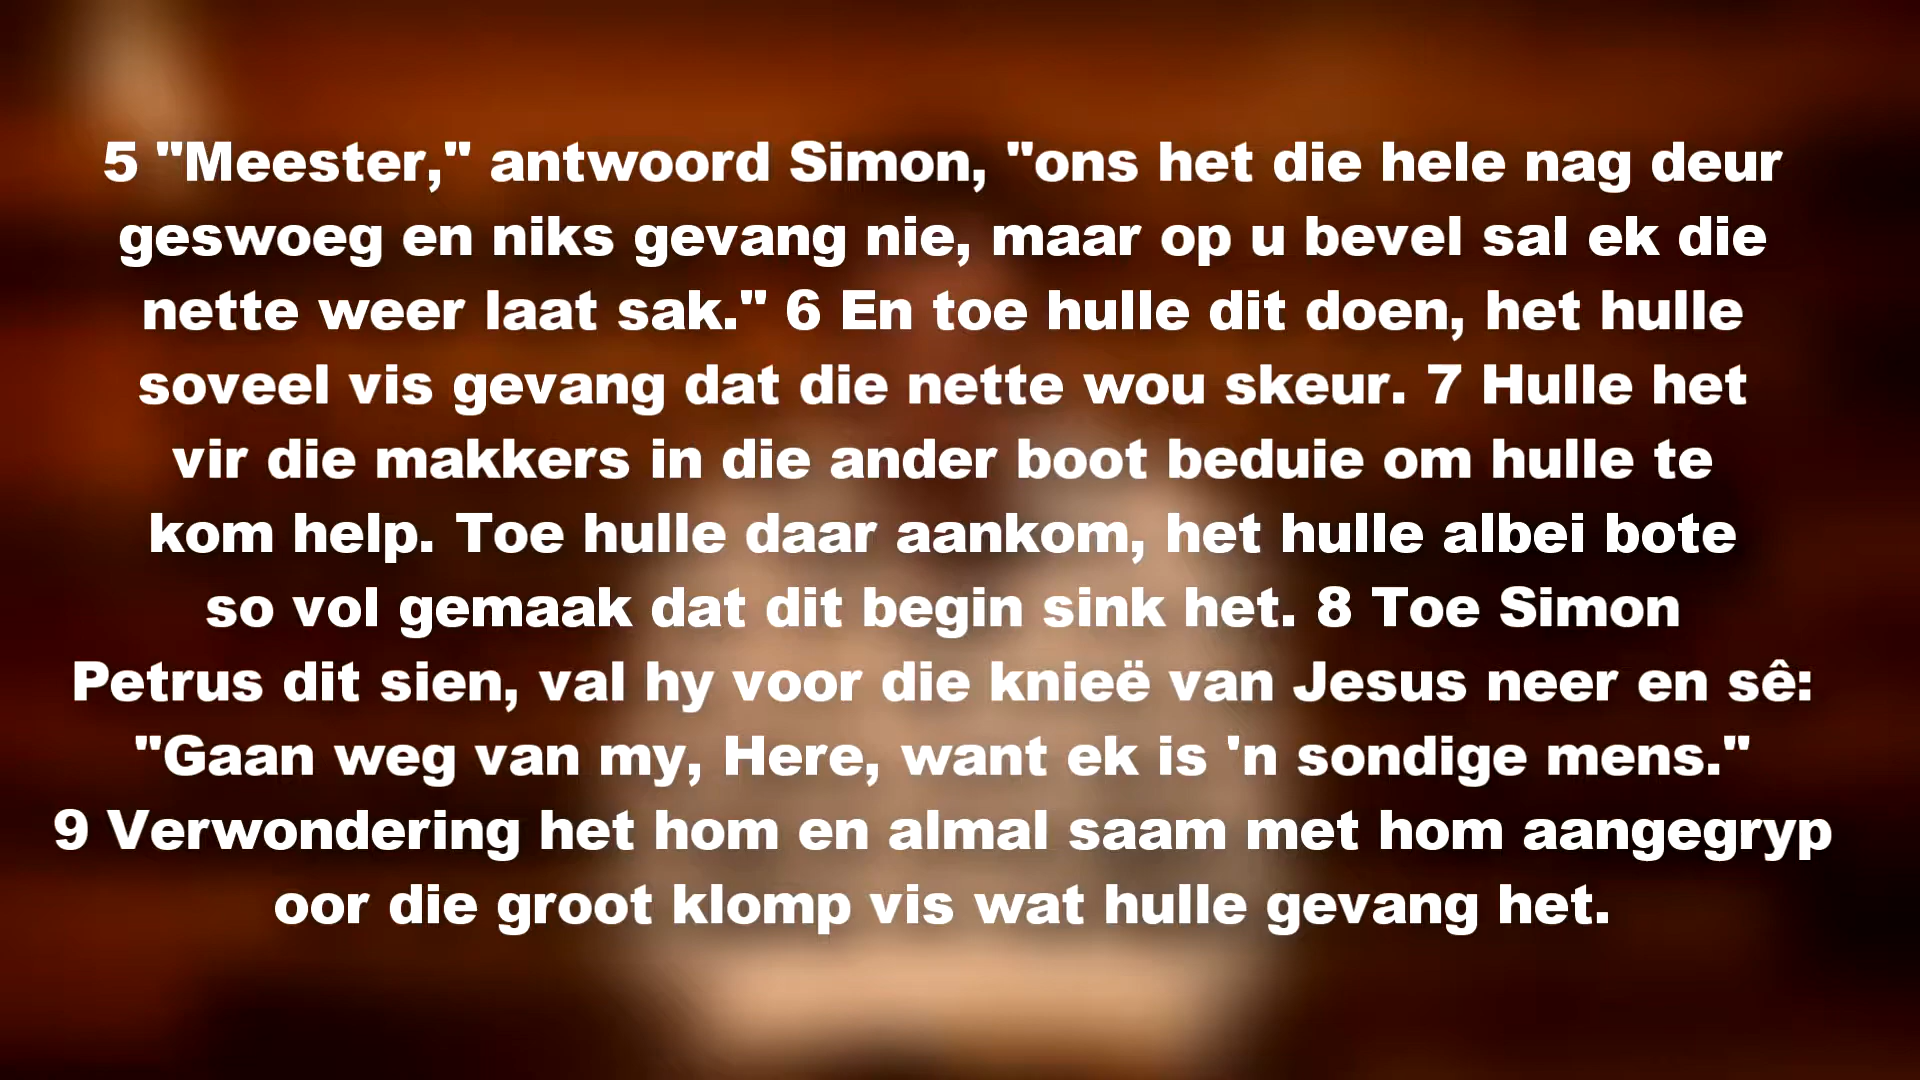 5 "Meester," antwoord Simon, "ons het die hele nag deur
geswoeg en niks gevang nie, maar op u bevel sal ek die
nette weer laat sak." 6 En toe hulle dit doen, het hulle
soveel vis gevang dat die nette wou skeur. 7 Hulle het
vir die makkers in die ander boot beduie om hulle te
kom help. Toe hulle daar aankom, het hulle albei bote
so vol gemaak dat dit begin sink het. 8 Toe Simon
Petrus dit sien, val hy voor die knieë van Jesus neer en sê:
"Gaan weg van my, Here, want ek is 'n sondige mens."
9 Verwondering het hom en almal saam met hom aangegryp
oor die groot klomp vis wat hulle gevang het.